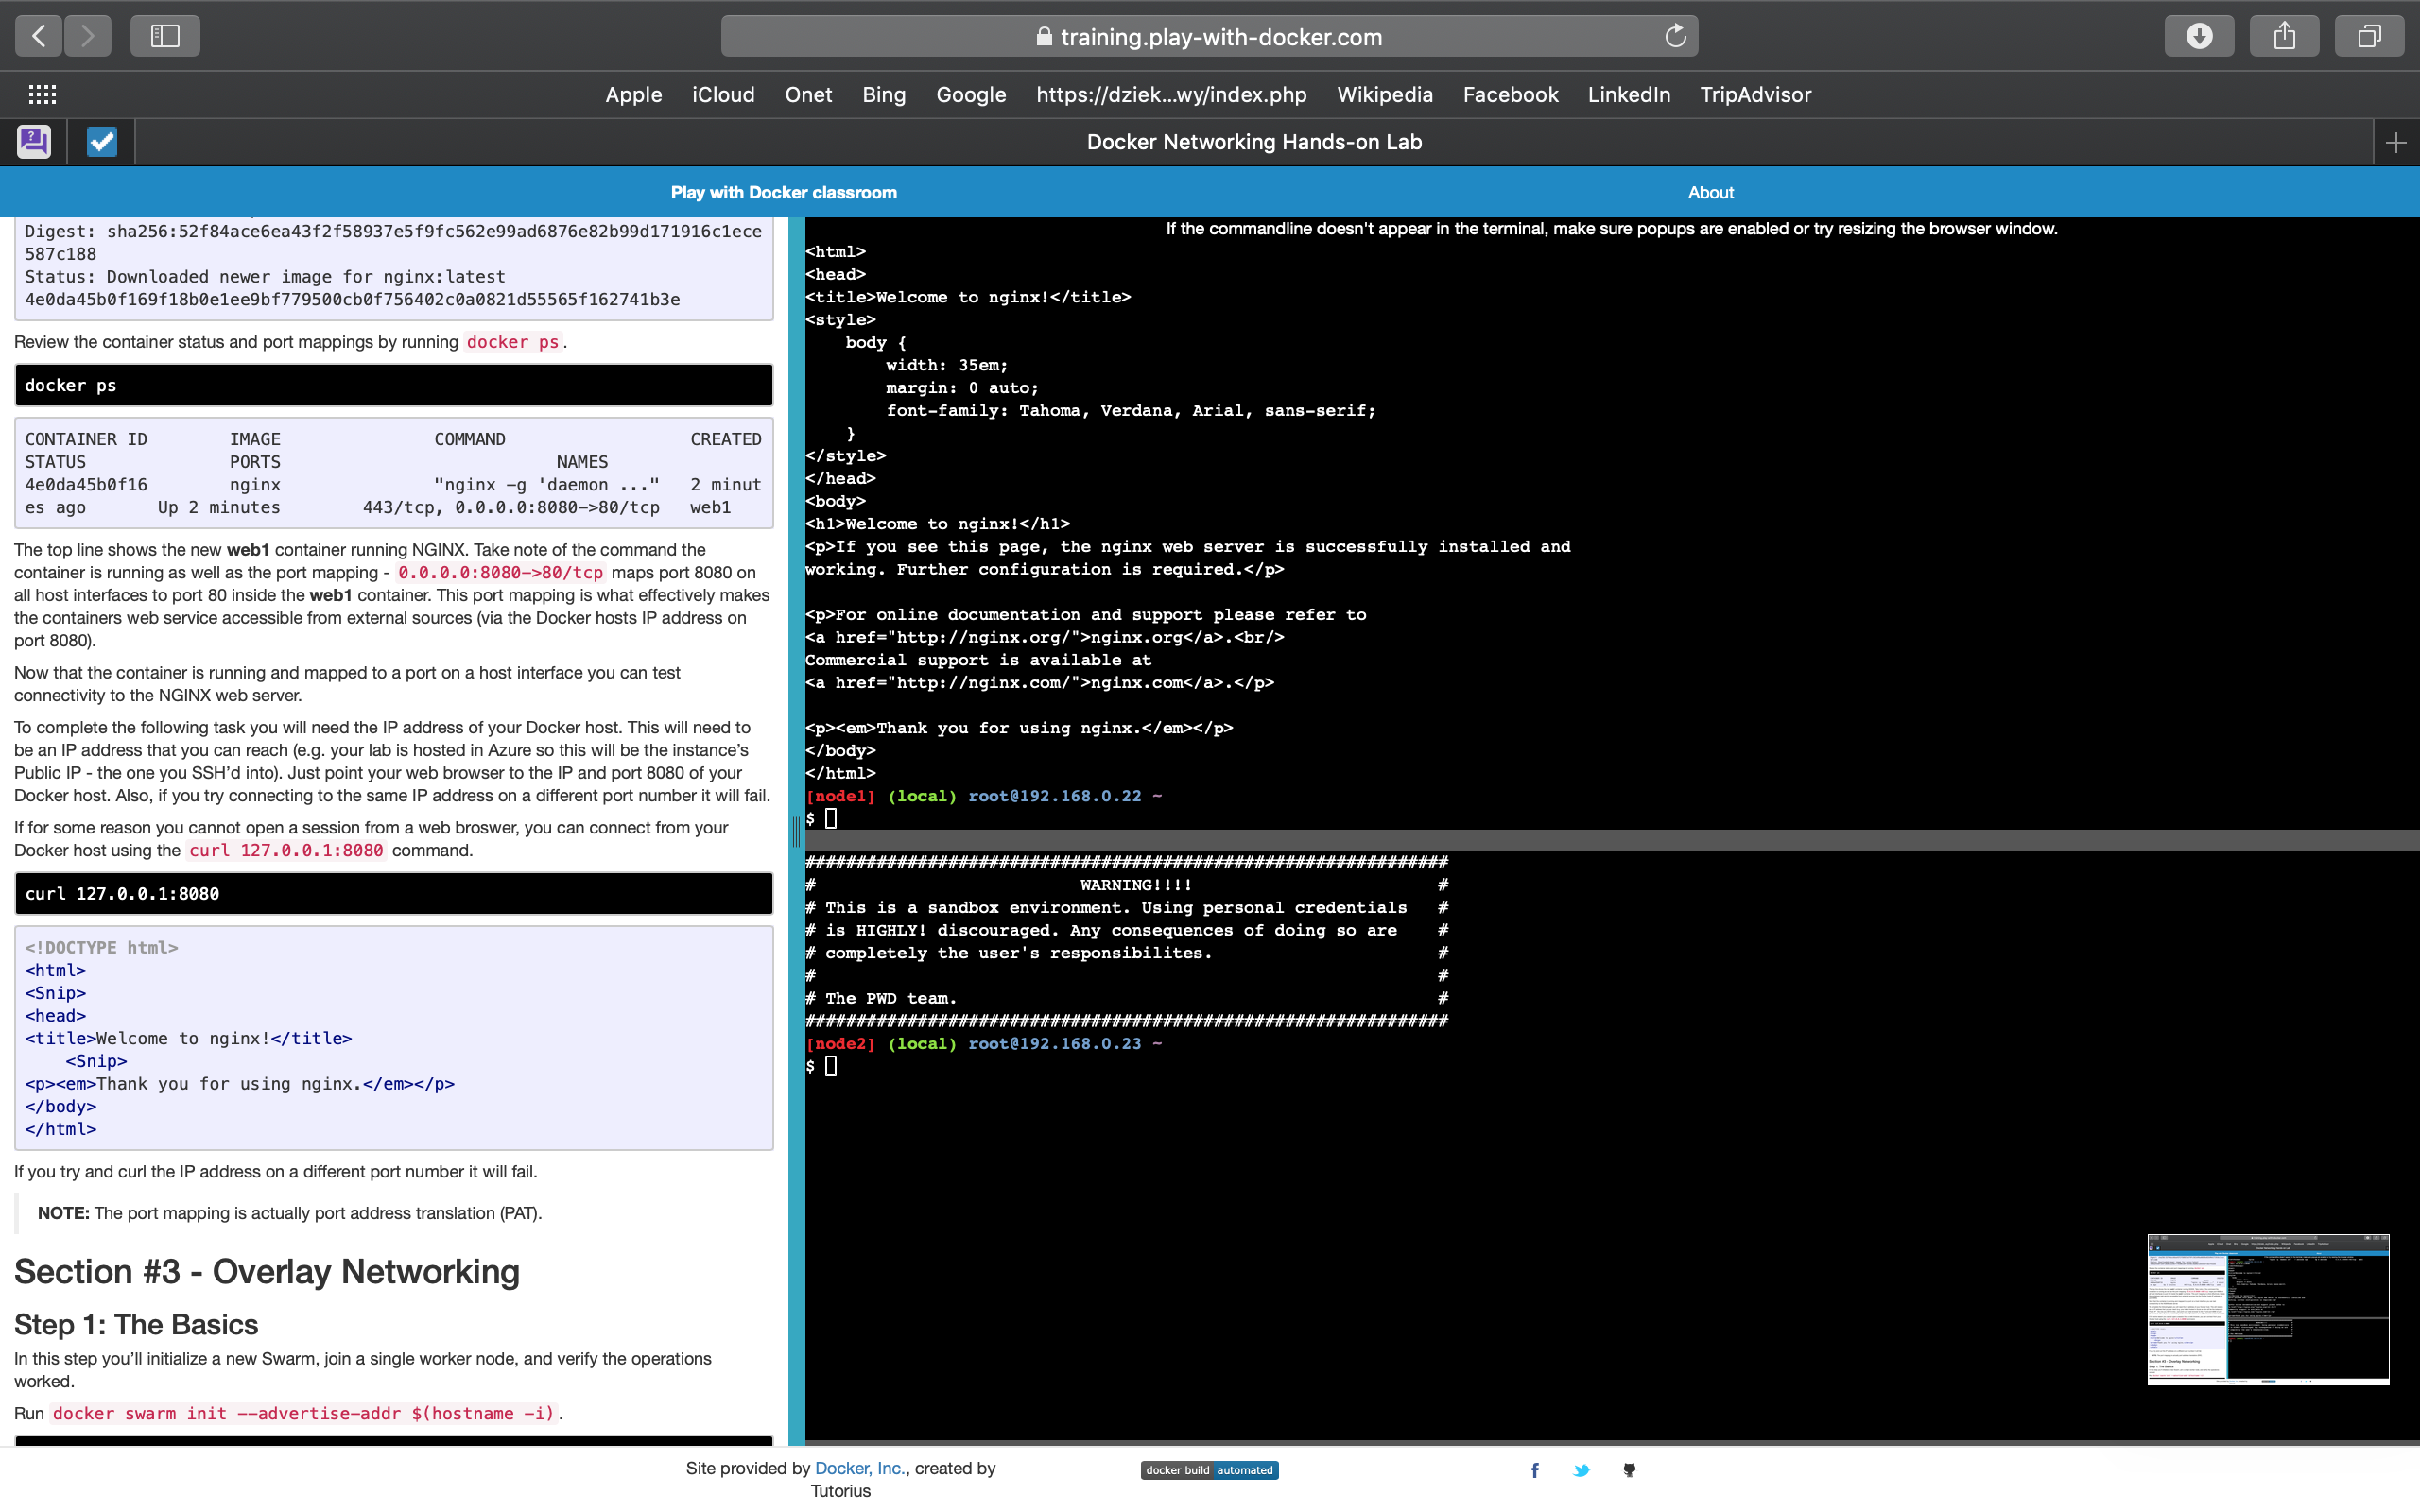 training.play-with-docker.com
Apple iCloud Onet Bing Google https://dziek...wy/index.php Wikipedia Facebook LinkedIn TripAdvisor
Docker Networking Hands-on Lab
Play with Docker classroom About
Digest: sha256:52f84ace6ea43f2f58937e5f9fc562e99ad6876e82b99d171916c1ece
587c188
Status: Downloaded newer image for nginx:latest
4e0da45b0f169f18b0e1ee9bf779500cb0f756402c0a0821d55565f162741b3e
Review the container status and port mappings by running docker ps.
docker ps
CONTAINER ID        IMAGE               COMMAND                  CREATED
STATUS              PORTS                           NAMES
4e0da45b0f16        nginx               "nginx -g 'daemon ..."   2 minut
es ago       Up 2 minutes        443/tcp, 0.0.0.0:8080->80/tcp   web1
The top line shows the new web1 container running NGINX. Take note of the command the
container is running as well as the port mapping - 0.0.0.0:8080->80/tcp maps port 8080 on
all host interfaces to port 80 inside the web1 container. This port mapping is what effectively makes
the containers web service accessible from external sources (via the Docker hosts IP address on
port 8080).
Now that the container is running and mapped to a port on a host interface you can test
connectivity to the NGINX web server.
To complete the following task you will need the IP address of your Docker host. This will need to
be an IP address that you can reach (e.g. your lab is hosted in Azure so this will be the instance’s
Public IP - the one you SSH’d into). Just point your web browser to the IP and port 8080 of your
Docker host. Also, if you try connecting to the same IP address on a different port number it will fail.
If for some reason you cannot open a session from a web broswer, you can connect from your
Docker host using the curl 127.0.0.1:8080 command.
curl 127.0.0.1:8080
<!DOCTYPE html>
<html>
<Snip>
<head>
<title>Welcome to nginx!</title>
    <Snip>
<p><em>Thank you for using nginx.</em></p>
</body>
</html>
If you try and curl the IP address on a different port number it will fail.
NOTE: The port mapping is actually port address translation (PAT).
Section #3 - Overlay Networking
Step 1: The Basics
In this step you’ll initialize a new Swarm, join a single worker node, and verify the operations
worked.
Run docker swarm init --advertise-addr $(hostname -i).
If the commandline doesn't appear in the terminal, make sure popups are enabled or try resizing the browser window.
<html>
<head>
<title>Welcome to nginx!</title>
<style>
    body {
        width: 35em;
        margin: 0 auto;
        font-family: Tahoma, Verdana, Arial, sans-serif;
    }
</style>
</head>
<body>
<h1>Welcome to nginx!</h1>
<p>If you see this page, the nginx web server is successfully installed and
working. Further configuration is required.</p>
<p>For online documentation and support please refer to
<a href="http://nginx.org/">nginx.org</a>.<br/>
Commercial support is available at
<a href="http://nginx.com/">nginx.com</a>.</p>
<p><em>Thank you for using nginx.</em></p>
</body>
</html>
[node1] (local) root@192.168.0.22 ~
$
###############################################################
#                          WARNING!!!!                        #
# This is a sandbox environment. Using personal credentials   #
# is HIGHLY! discouraged. Any consequences of doing so are    #
# completely the user's responsibilites.                      #
#                                                             #
# The PWD team.                                               #
###############################################################
[node2] (local) root@192.168.0.23 ~
$
Site provided by Docker, Inc., created by
Tutorius
docker build automated